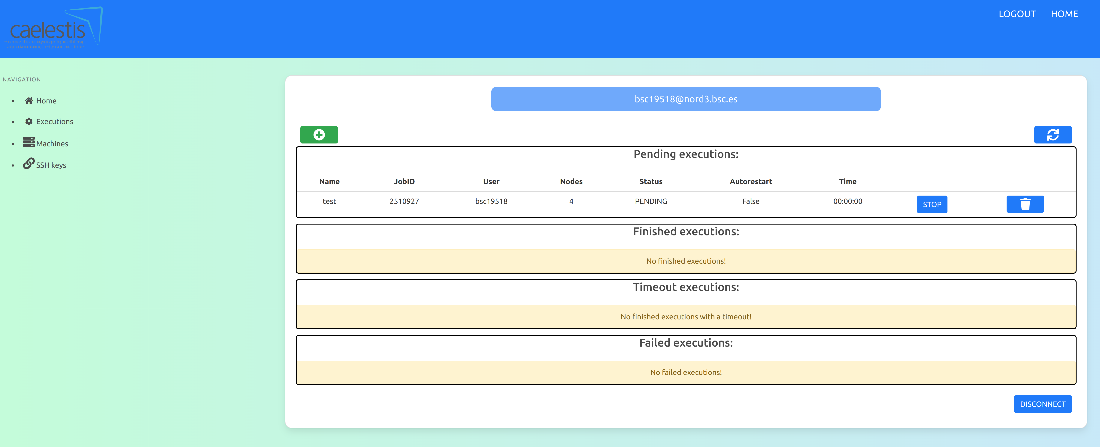 caelestis
LOGOUT HOME
NAVIGATION
Home
Executions
Machines
SSH keys
bsc19518@nord3.bsc.es
Pending executions:
Name JobID User Nodes Status Autorestart Time
test 2310927 bsc19518 4 PENDING False 00:00:00 STOP
Finished executions:
No finished executions!
Timeout executions:
No finished executions with a timeout!
Failed executions:
No failed executions!
DISCONNECT